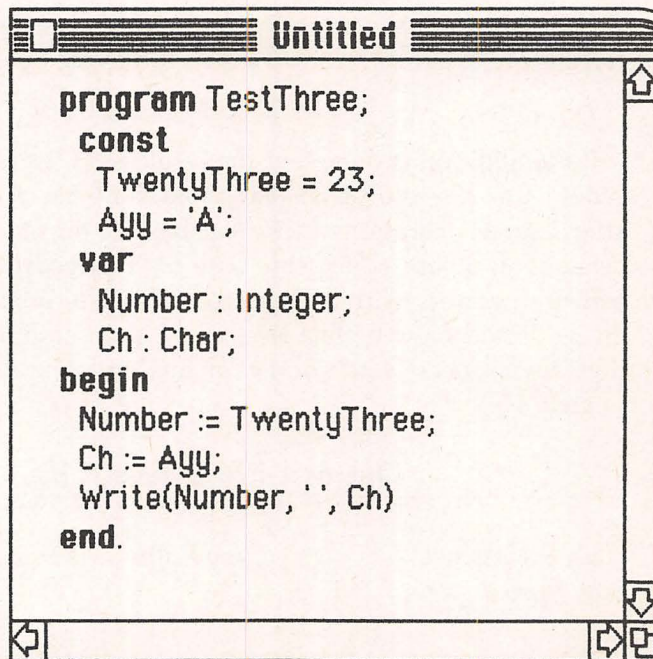 Untitled
program TestThree;
const
TwentyThree = 23;
Ayy = 'A';
var
Number : Integer;
Ch : Char;
begin
Number := TwentyThree;
Ch := Ayy;
Write(Number, ' ', Ch)
end.